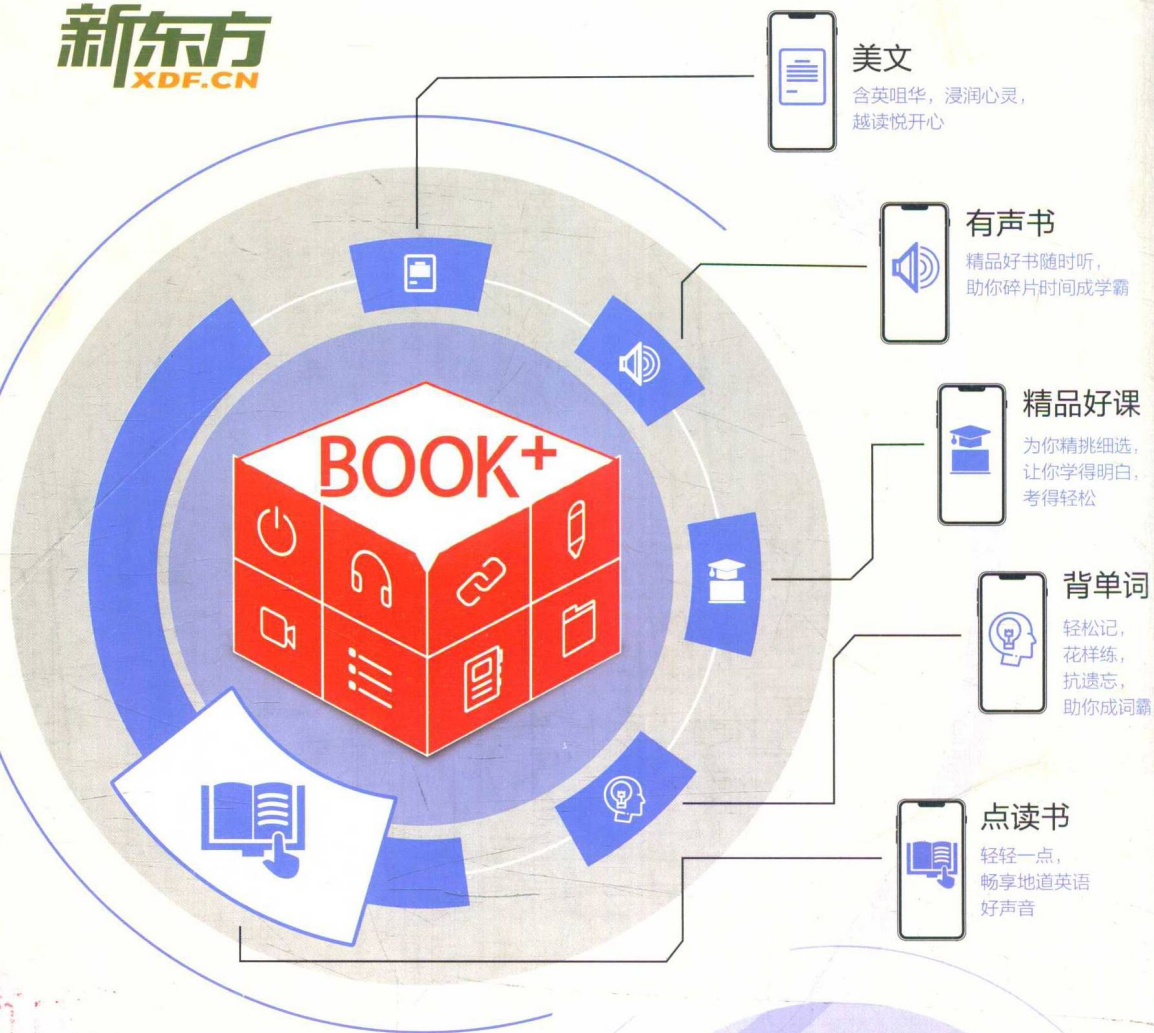 新东方
XDF.CN
美文
含英咀华，浸润心灵，
越读悦开心
有声书
精品好书随时听，
助你碎片时间成学霸
BOOK+
精品好课
为你精挑细选，
让你学得明白，
考得轻松
背单词
轻松记，
花样练，
抗遗忘，
助你成词霸
点读书
轻轻一点，
畅享地道英语
好声音